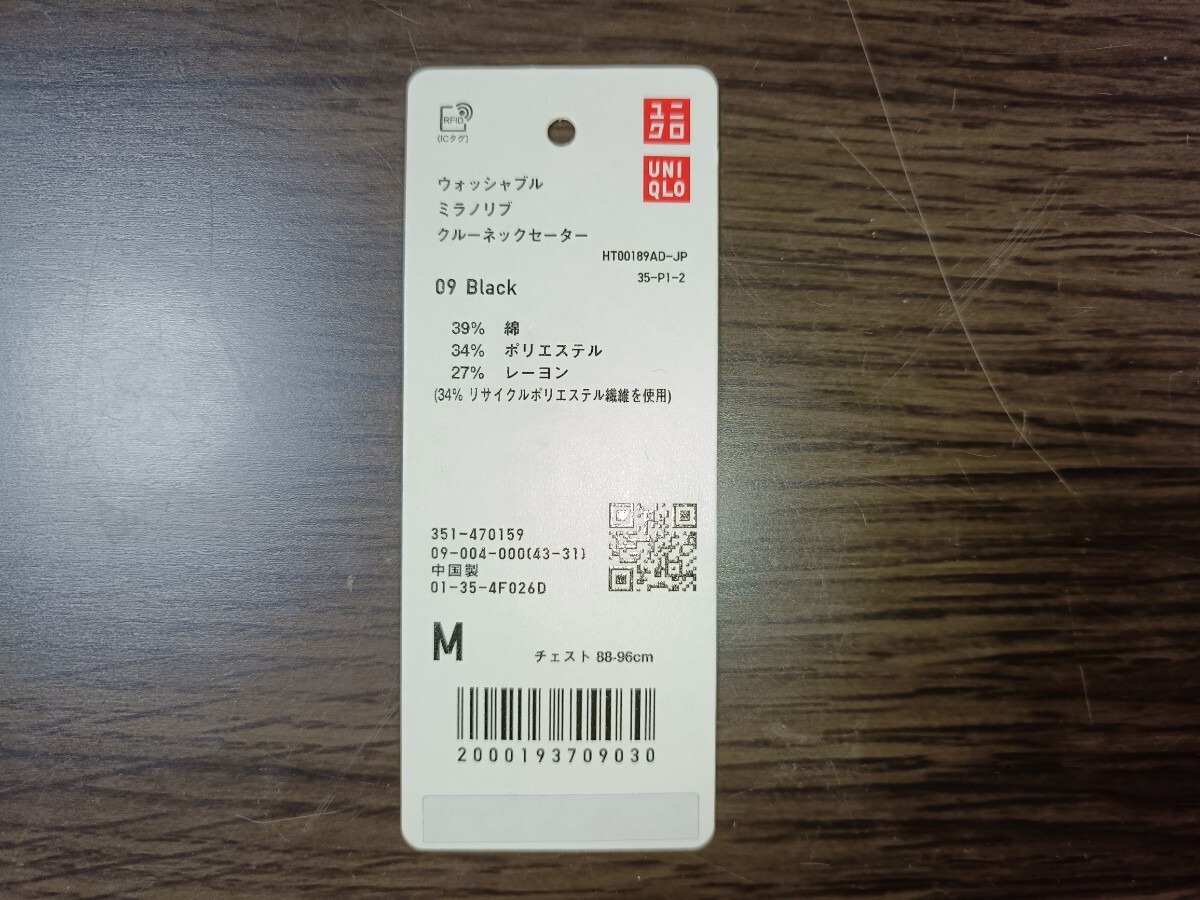 RFID
(ICタグ)
ユニ
クロ
UNI
QLO
ウォッシャブル
ミラノリブ
クルーネックセーター
HT00189AD-JP
35-P1-2
09 Black
39% 綿
34% ポリエステル
27% レーヨン
(34% リサイクルポリエステル繊維を使用)
351-470159
09-004-000(43-31)
中国製
01-35-4F026D
M
チェスト 88-96cm
2000193709030